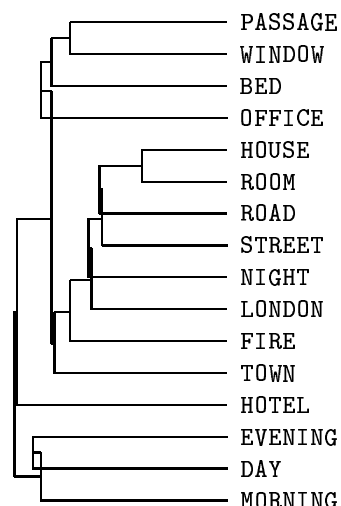 PASSAGE
WINDOW
BED
OFFICE
HOUSE
ROOM
ROAD
STREET
NIGHT
LONDON
FIRE
TOWN
HOTEL
EVENING
DAY
MORNING